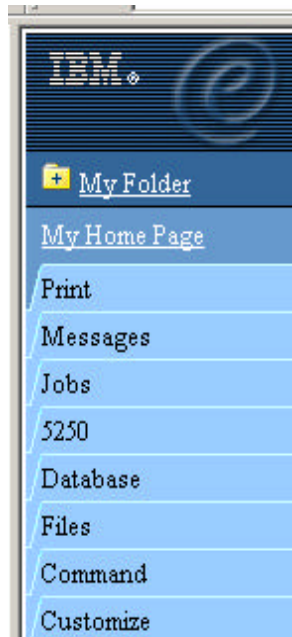 IBM®
My Folder
My Home Page
Print
Messages
Jobs
5250
Database
Files
Command
Customize